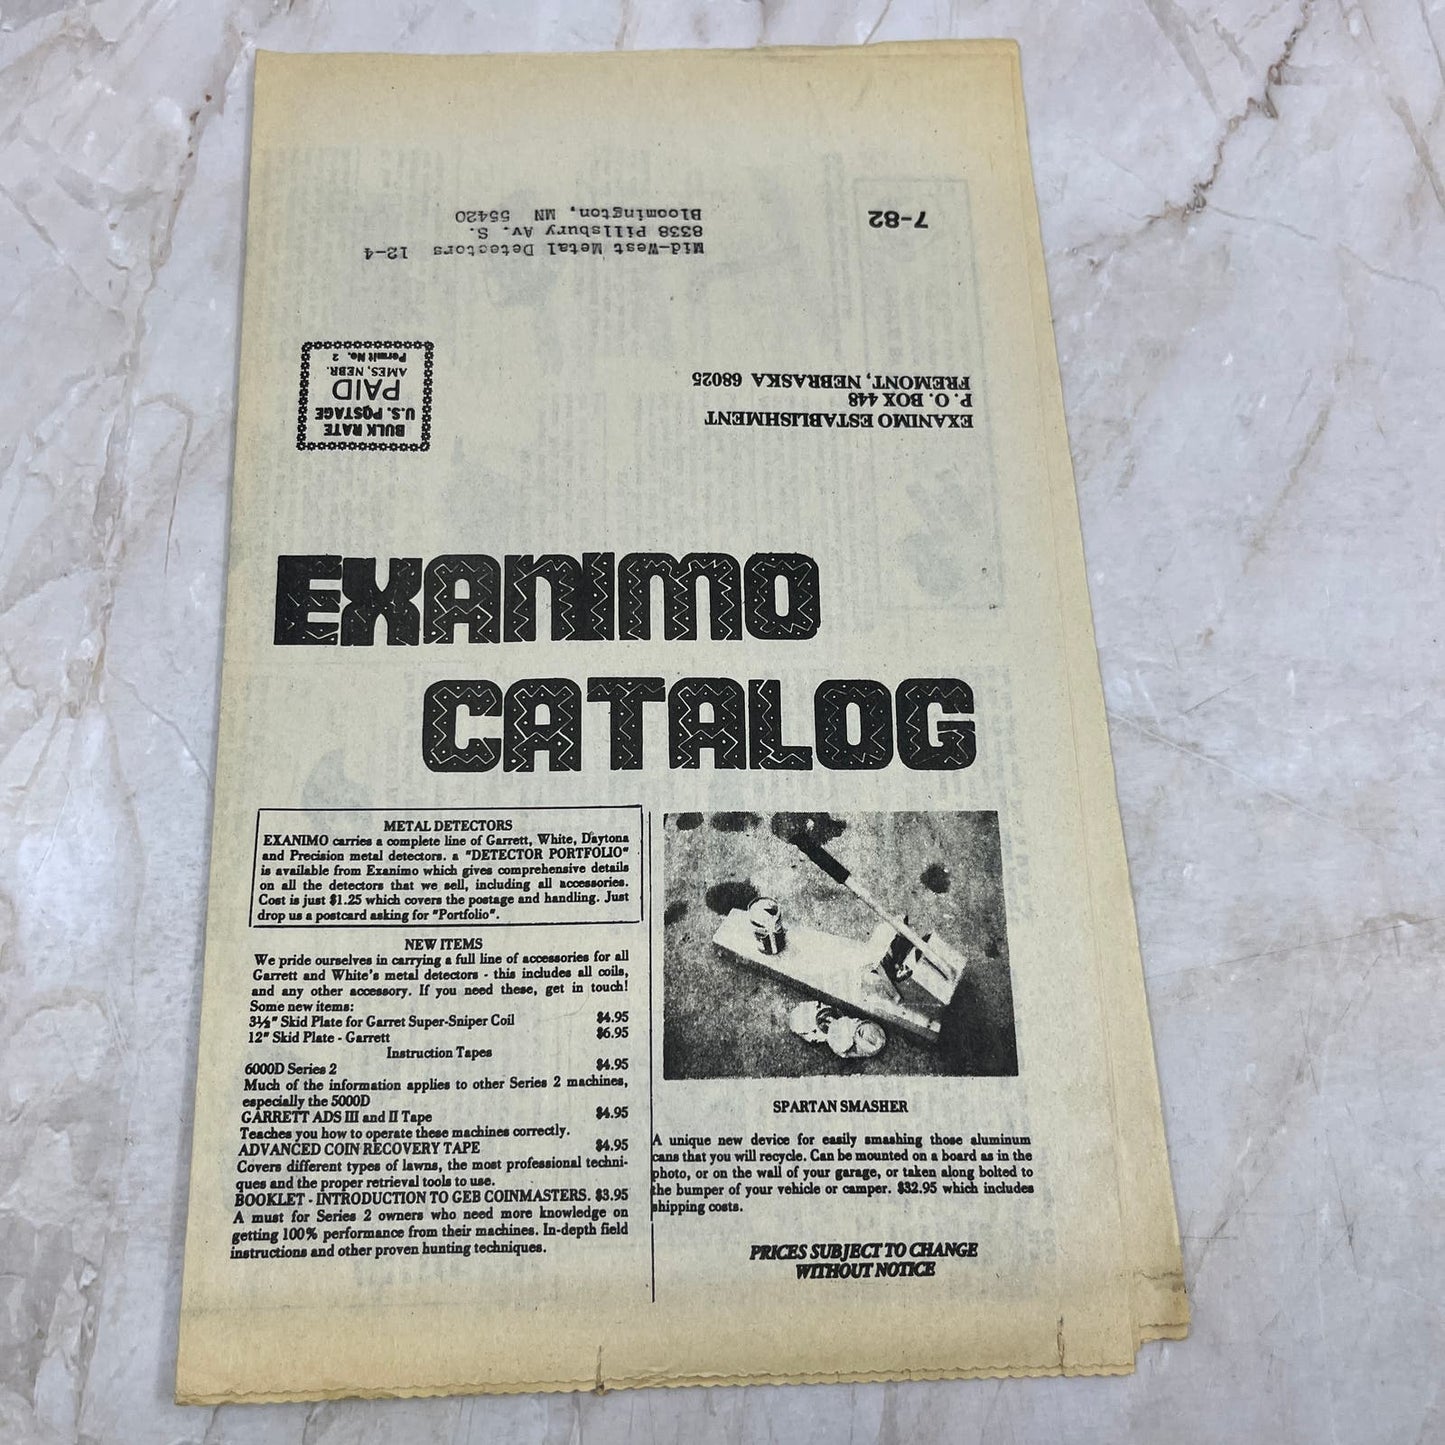 7-82
Mid-West Metal Detectors 12-4
8338 Pillsbury Av. S.
Bloomington, MN 55420
EXANIMO ESTABLISHMENT
P. O. BOX 448
FREMONT, NEBRASKA 68025
BULK RATE
U.S. POSTAGE
PAID
AMES, NEBR.
Permit No. 2
EXANIMO
CATALOG
METAL DETECTORS
EXANIMO carries a complete line of Garrett, White, Daytona
and Precision metal detectors. a "DETECTOR PORTFOLIO"
is available from Exanimo which gives comprehensive details
on all the detectors that we sell, including all accessories.
Cost is just $1.25 which covers the postage and handling. Just
drop us a postcard asking for "Portfolio".
NEW ITEMS
We pride ourselves in carrying a full line of accessories for all
Garrett and White's metal detectors - this includes all coils,
and any other accessory. If you need these, get in touch!
Some new items:
3½" Skid Plate for Garret Super-Sniper Coil $4.95
12" Skid Plate - Garrett $6.95
Instruction Tapes
6000D Series 2 $4.95
Much of the information applies to other Series 2 machines,
especially the 5000D
GARRETT ADS III and II Tape $4.95
Teaches you how to operate these machines correctly.
ADVANCED COIN RECOVERY TAPE $4.95
Covers different types of lawns, the most professional techni-
ques and the proper retrieval tools to use.
BOOKLET - INTRODUCTION TO GEB COINMASTERS. $3.95
A must for Series 2 owners who need more knowledge on
getting 100% performance from their machines. In-depth field
instructions and other proven hunting techniques.
SPARTAN SMASHER
A unique new device for easily smashing those aluminum
cans that you will recycle. Can be mounted on a board as in the
photo, or on the wall of your garage, or taken along bolted to
the bumper of your vehicle or camper. $32.95 which includes
shipping costs.
PRICES SUBJECT TO CHANGE
WITHOUT NOTICE